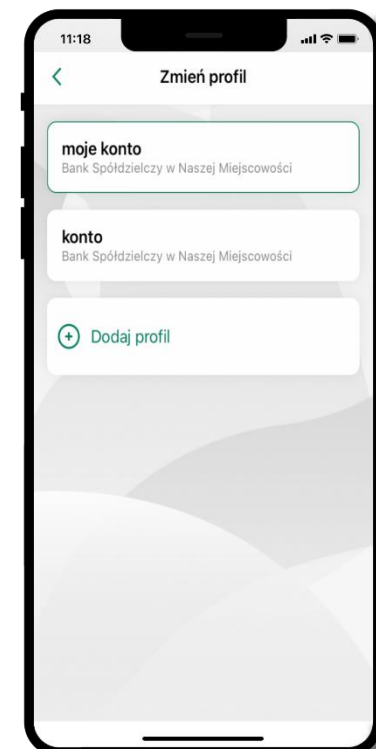 11:18
Zmień profil
moje konto
Bank Spółdzielczy w Naszej Miejscowości
konto
Bank Spółdzielczy w Naszej Miejscowości
Dodaj profil